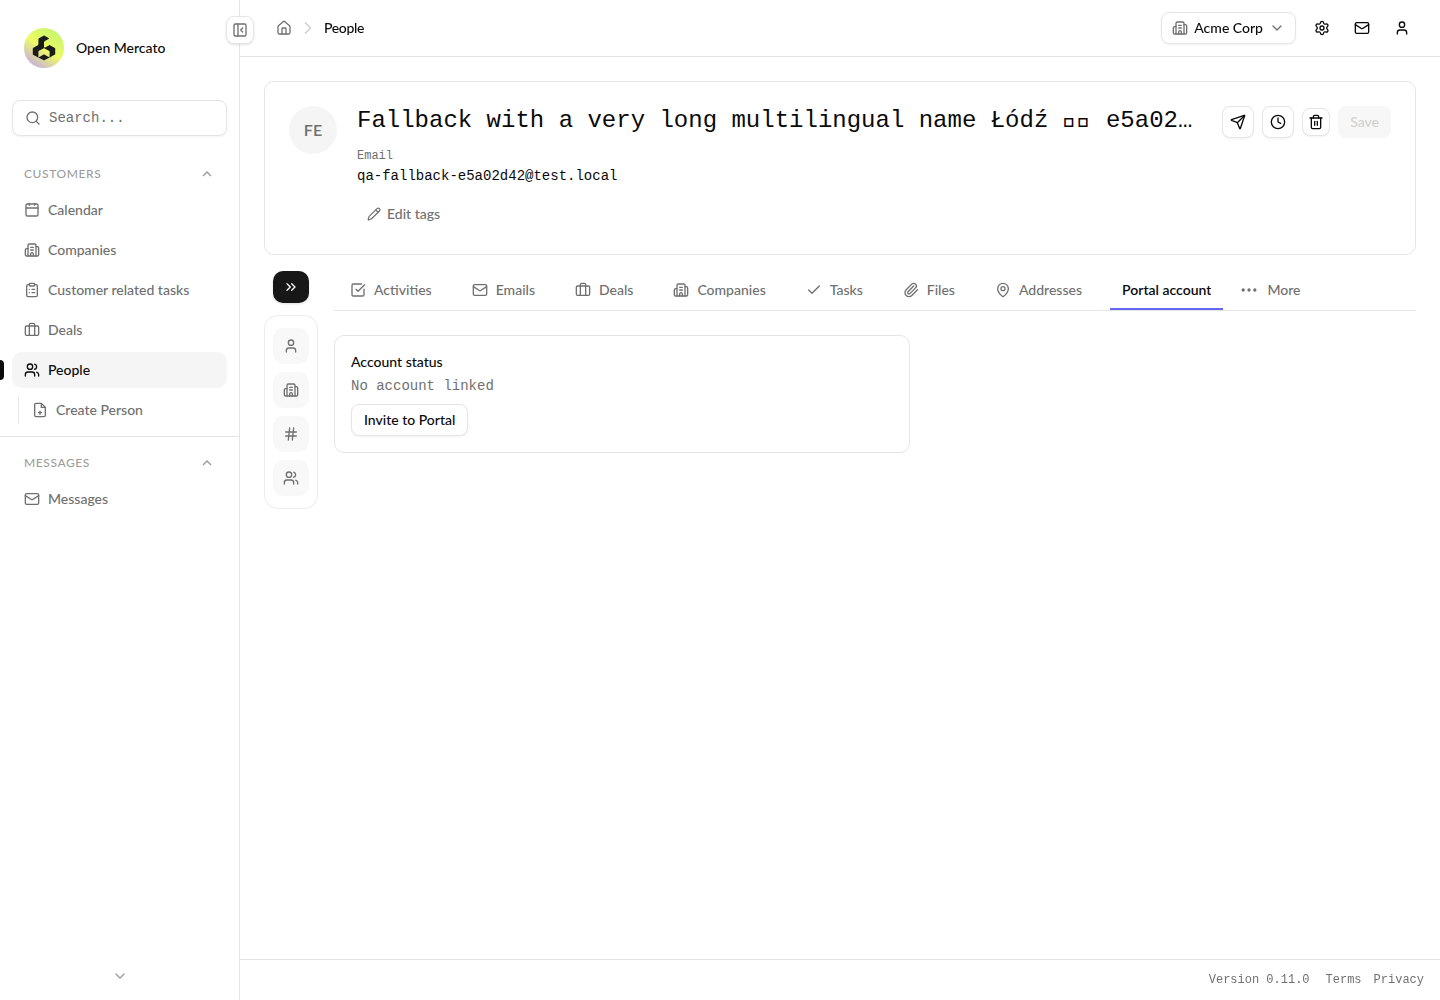 Open Mercato
People
Acme Corp
Search...
CUSTOMERS
Calendar
Companies
Customer related tasks
Deals
People
Create Person
MESSAGES
Messages
FE
Fallback with a very long multilingual name Łódź e5a02…
Save
Email
qa-fallback-e5a02d42@test.local
Edit tags
Activities
Emails
Deals
Companies
Tasks
Files
Addresses
Portal account
More
Account status
No account linked
Invite to Portal
Version 0.11.0
Terms
Privacy